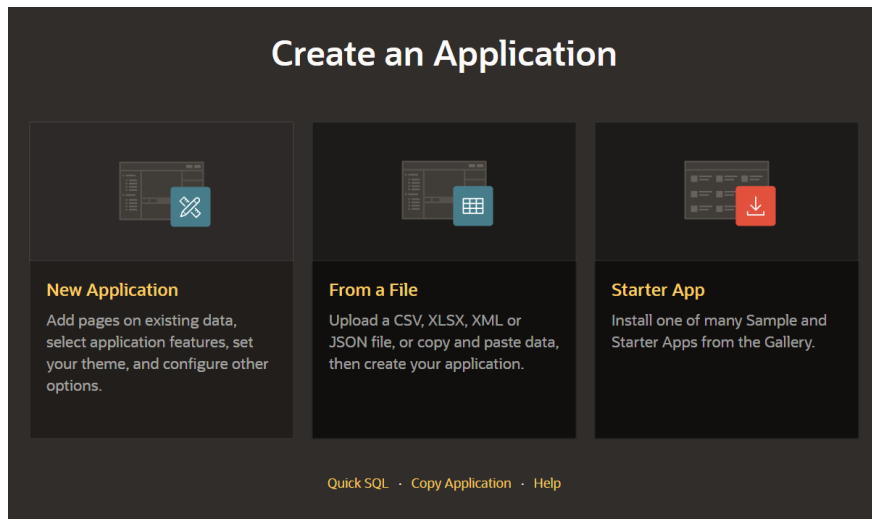 Create an Application
New Application
Add pages on existing data,
select application features, set
your theme, and configure other
options.
From a File
Upload a CSV, XLSX, XML or
JSON file, or copy and paste data,
then create your application.
Starter App
Install one of many Sample and
Starter Apps from the Gallery.
Quick SQL · Copy Application · Help